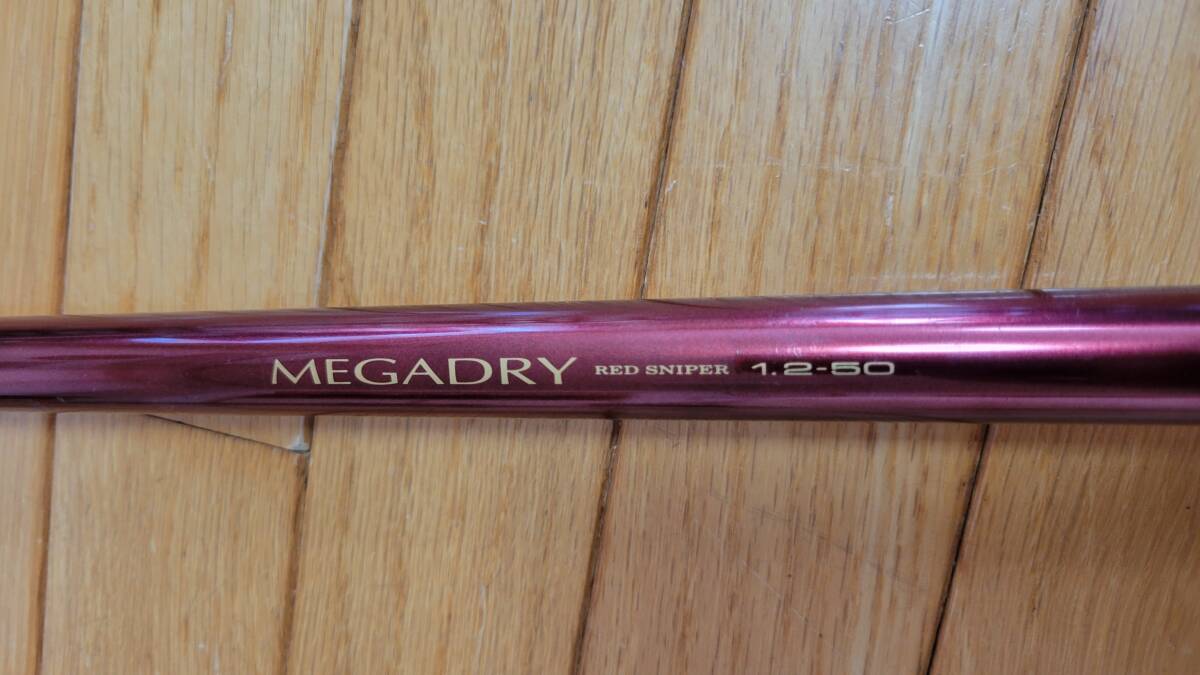 MEGADRY RED SNIPER 1.2-50